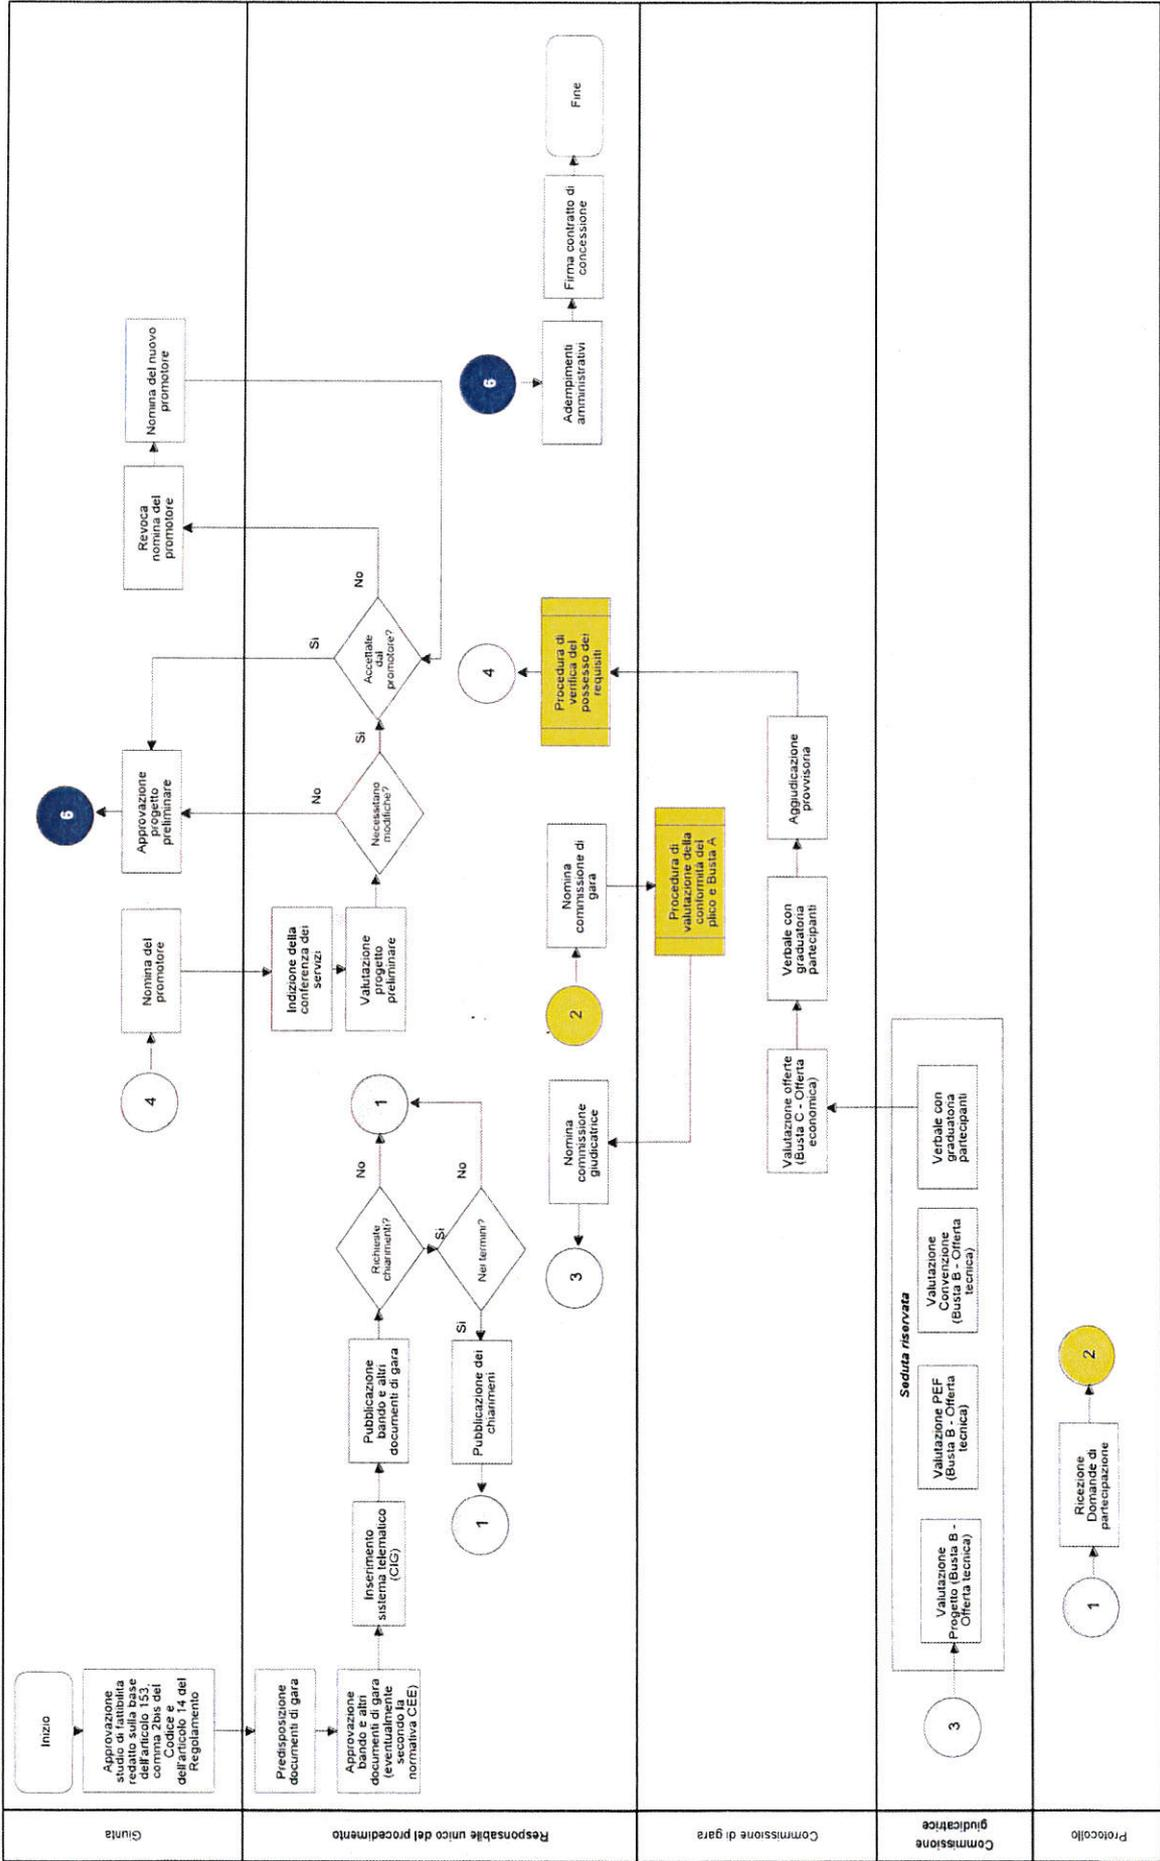 Giunta
Inizio
Approvazione
studio di fattibilità
redatto sulla base
dell'articolo 153,
comma 2bis del
Codice e
dell'articolo 14 del
Regolamento
4
Nomina del
promotore
6
Approvazione
progetto
preliminare
Revoca
nomina del
promotore
Nomina del nuovo
promotore
Responsabile unico del procedimento
Predisposizione
documenti di gara
Approvazione
bando e altri
documenti di gara
(eventualmente
secondo la
normativa CEE)
Inserimento
sistema telematico
(CIG)
Pubblicazione
bando e altri
documenti di gara
Richieste
chiarimenti?
No
1
Si
Nei termini?
No
Si
Pubblicazione dei
chiarimeni
1
Indizione della
conferenza dei
servizi
Valutazione
progetto
preliminare
Necessitano
modifiche?
No
Si
Accettate
dal
promotore?
Si
No
2
Nomina
commissione di
gara
Nomina
commissione
giudicatrice
3
Procedura di
verifica del
possesso dei
requisiti
4
6
Adempimenti
amministrativi
Firma contratto di
concessione
Fine
Commissione di gara
Procedura di
valutazione della
conformità del
plico e Busta A
Valutazione offerte
(Busta C - Offerta
economica)
Verbale con
graduatoria
partecipanti
Aggiudicazione
provvisoria
Commissione
giudicatrice
3
Seduta riservata
Valutazione
Progetto (Busta B -
Offerta tecnica)
Valutazione PEF
(Busta B - Offerta
tecnica)
Valutazione
Convenzione
(Busta B - Offerta
tecnica)
Verbale con
graduatoria
partecipanti
Protocollo
1
Ricezione
Domande di
partecipazione
2